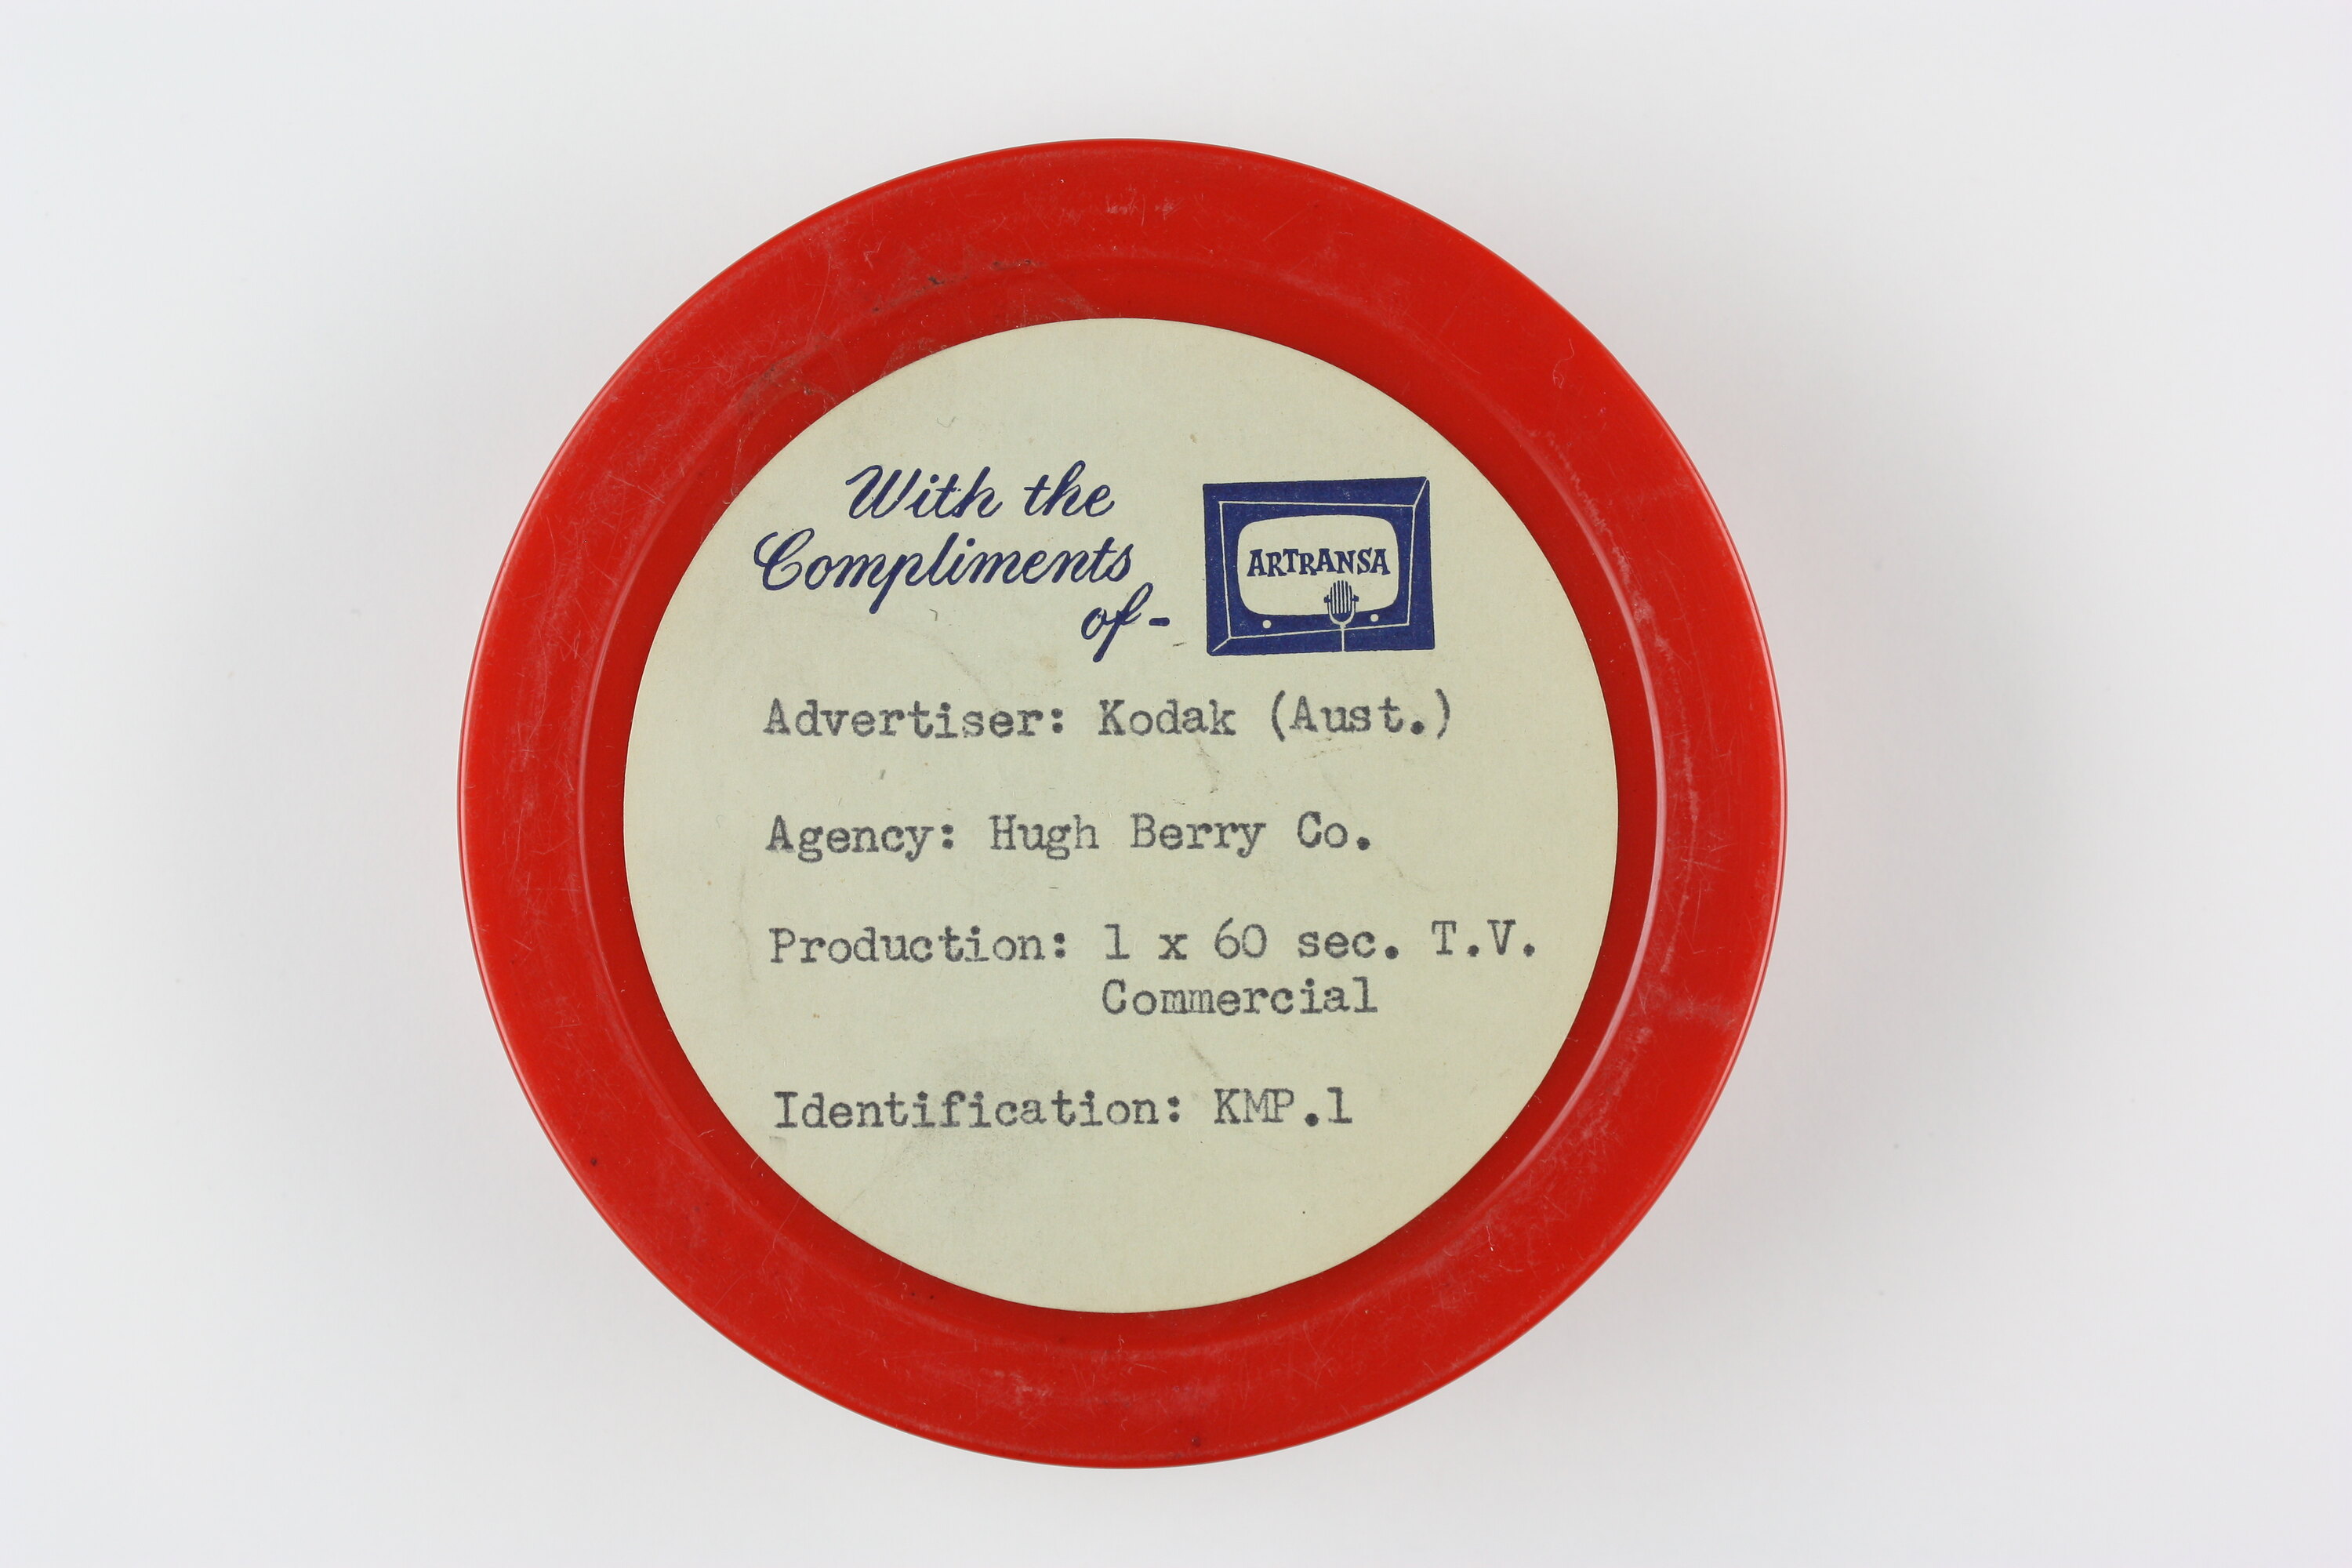 With the
Compliments
of-
ARTRANSA
Advertiser: Kodak (Aust.)
Agency: Hugh Berry Co.
Production: 1 x 60 sec. T.V.
Commercial
Identification: KMP.1